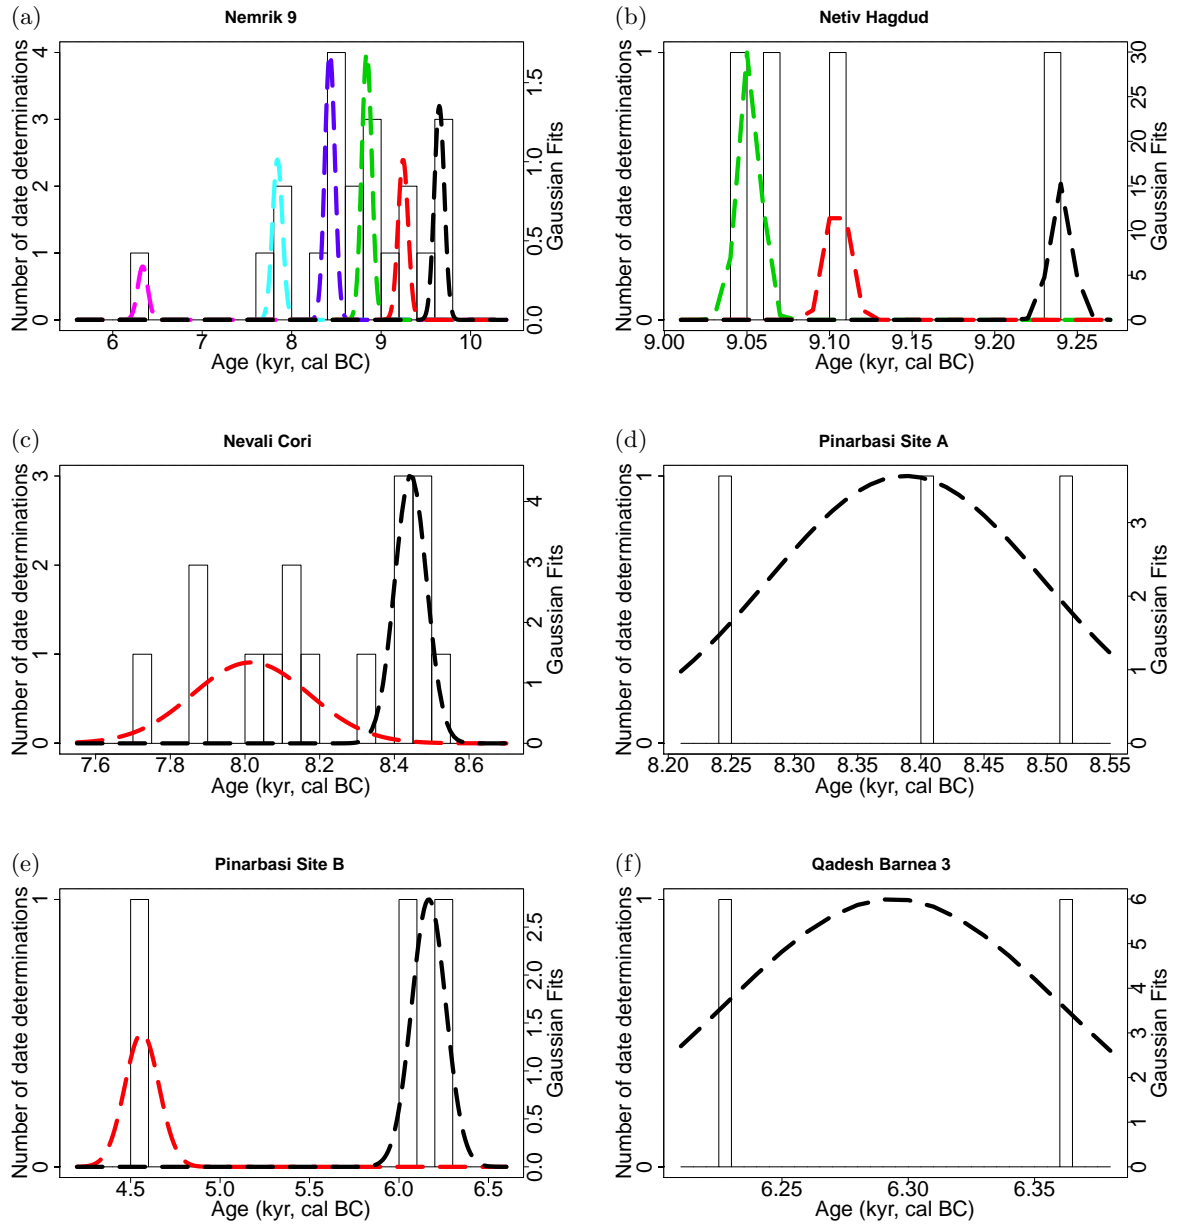 (a) Nemrik 9
Number of date determinations
0 1 2 3 4
6 7 8 9 10
Age (kyr, cal BC)
0.0 0.5 1.0 1.5
Gaussian Fits
(b) Netiv Hagdud
Number of date determinations
0 1
9.00 9.05 9.10 9.15 9.20 9.25
Age (kyr, cal BC)
0 5 10 15 20 25 30
Gaussian Fits
(c) Nevali Cori
Number of date determinations
0 1 2 3
7.6 7.8 8.0 8.2 8.4 8.6
Age (kyr, cal BC)
0 1 2 3 4
Gaussian Fits
(d) Pinarbasi Site A
Number of date determinations
0 1
8.20 8.25 8.30 8.35 8.40 8.45 8.50 8.55
Age (kyr, cal BC)
0 1 2 3
Gaussian Fits
(e) Pinarbasi Site B
Number of date determinations
0 1
4.5 5.0 5.5 6.0 6.5
Age (kyr, cal BC)
0.0 0.5 1.0 1.5 2.0 2.5
Gaussian Fits
(f) Qadesh Barnea 3
Number of date determinations
0 1
6.25 6.30 6.35
Age (kyr, cal BC)
0 1 2 3 4 5 6
Gaussian Fits